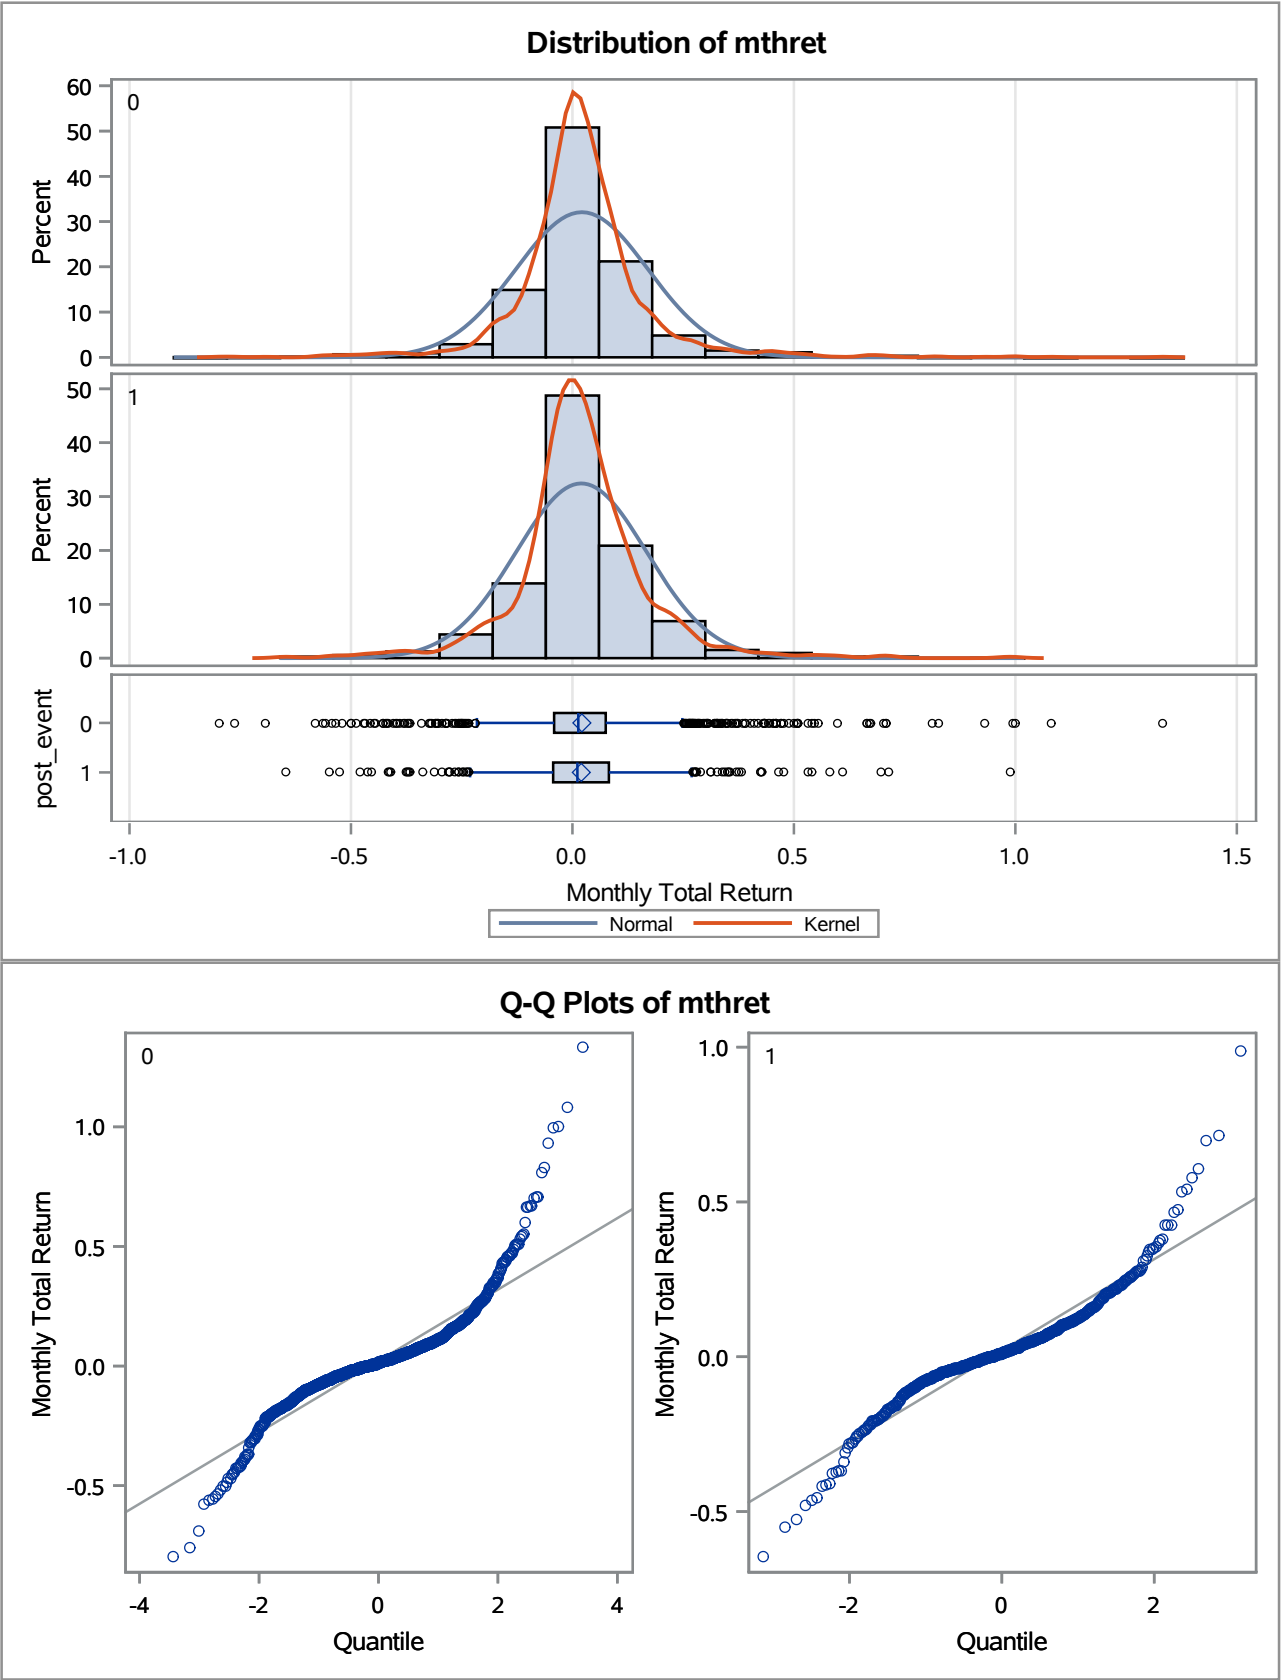 Distribution of mthret
0
Percent
60
50
40
30
20
10
0
1
Percent
50
40
30
20
10
0
post_event
0
1
-1.0 -0.5 0.0 0.5 1.0 1.5
Monthly Total Return
Normal Kernel
Q-Q Plots of mthret
0
Monthly Total Return
1.0
0.5
0.0
-0.5
-4 -2 0 2 4
Quantile
1
Monthly Total Return
1.0
0.5
0.0
-0.5
-2 0 2
Quantile